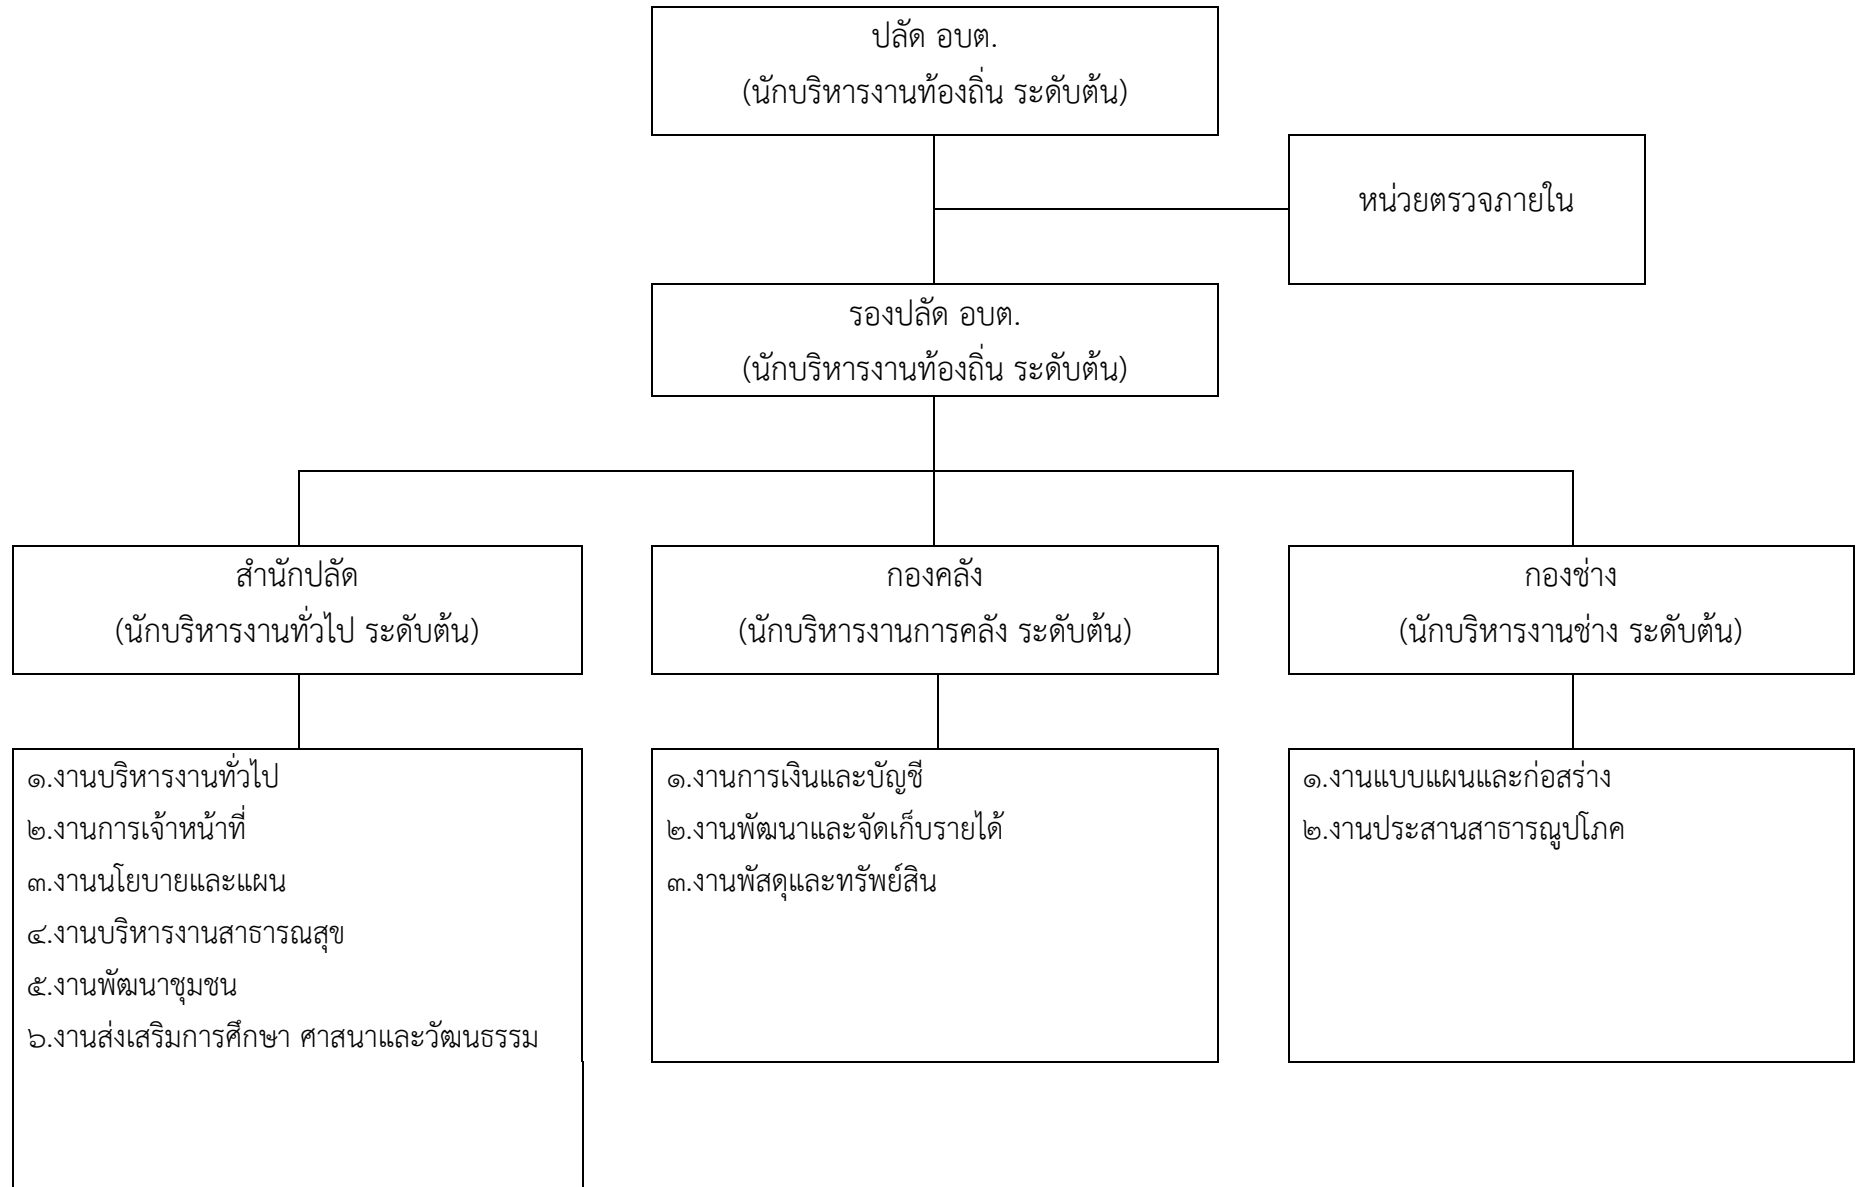 ปลัด อบต.
(นักบริหารงานท้องถิ่น ระดับต้น)
หน่วยตรวจภายใน
รองปลัด อบต.
(นักบริหารงานท้องถิ่น ระดับต้น)
สำนักปลัด
(นักบริหารงานทั่วไป ระดับต้น)
กองคลัง
(นักบริหารงานการคลัง ระดับต้น)
กองช่าง
(นักบริหารงานช่าง ระดับต้น)
๑.งานบริหารงานทั่วไป
๒.งานการเจ้าหน้าที่
๓.งานนโยบายและแผน
๔.งานบริหารงานสาธารณสุข
๕.งานพัฒนาชุมชน
๖.งานส่งเสริมการศึกษา ศาสนาและวัฒนธรรม
๑.งานการเงินและบัญชี
๒.งานพัฒนาและจัดเก็บรายได้
๓.งานพัสดุและทรัพย์สิน
๑.งานแบบแผนและก่อสร่าง
๒.งานประสานสาธารณูปโภค